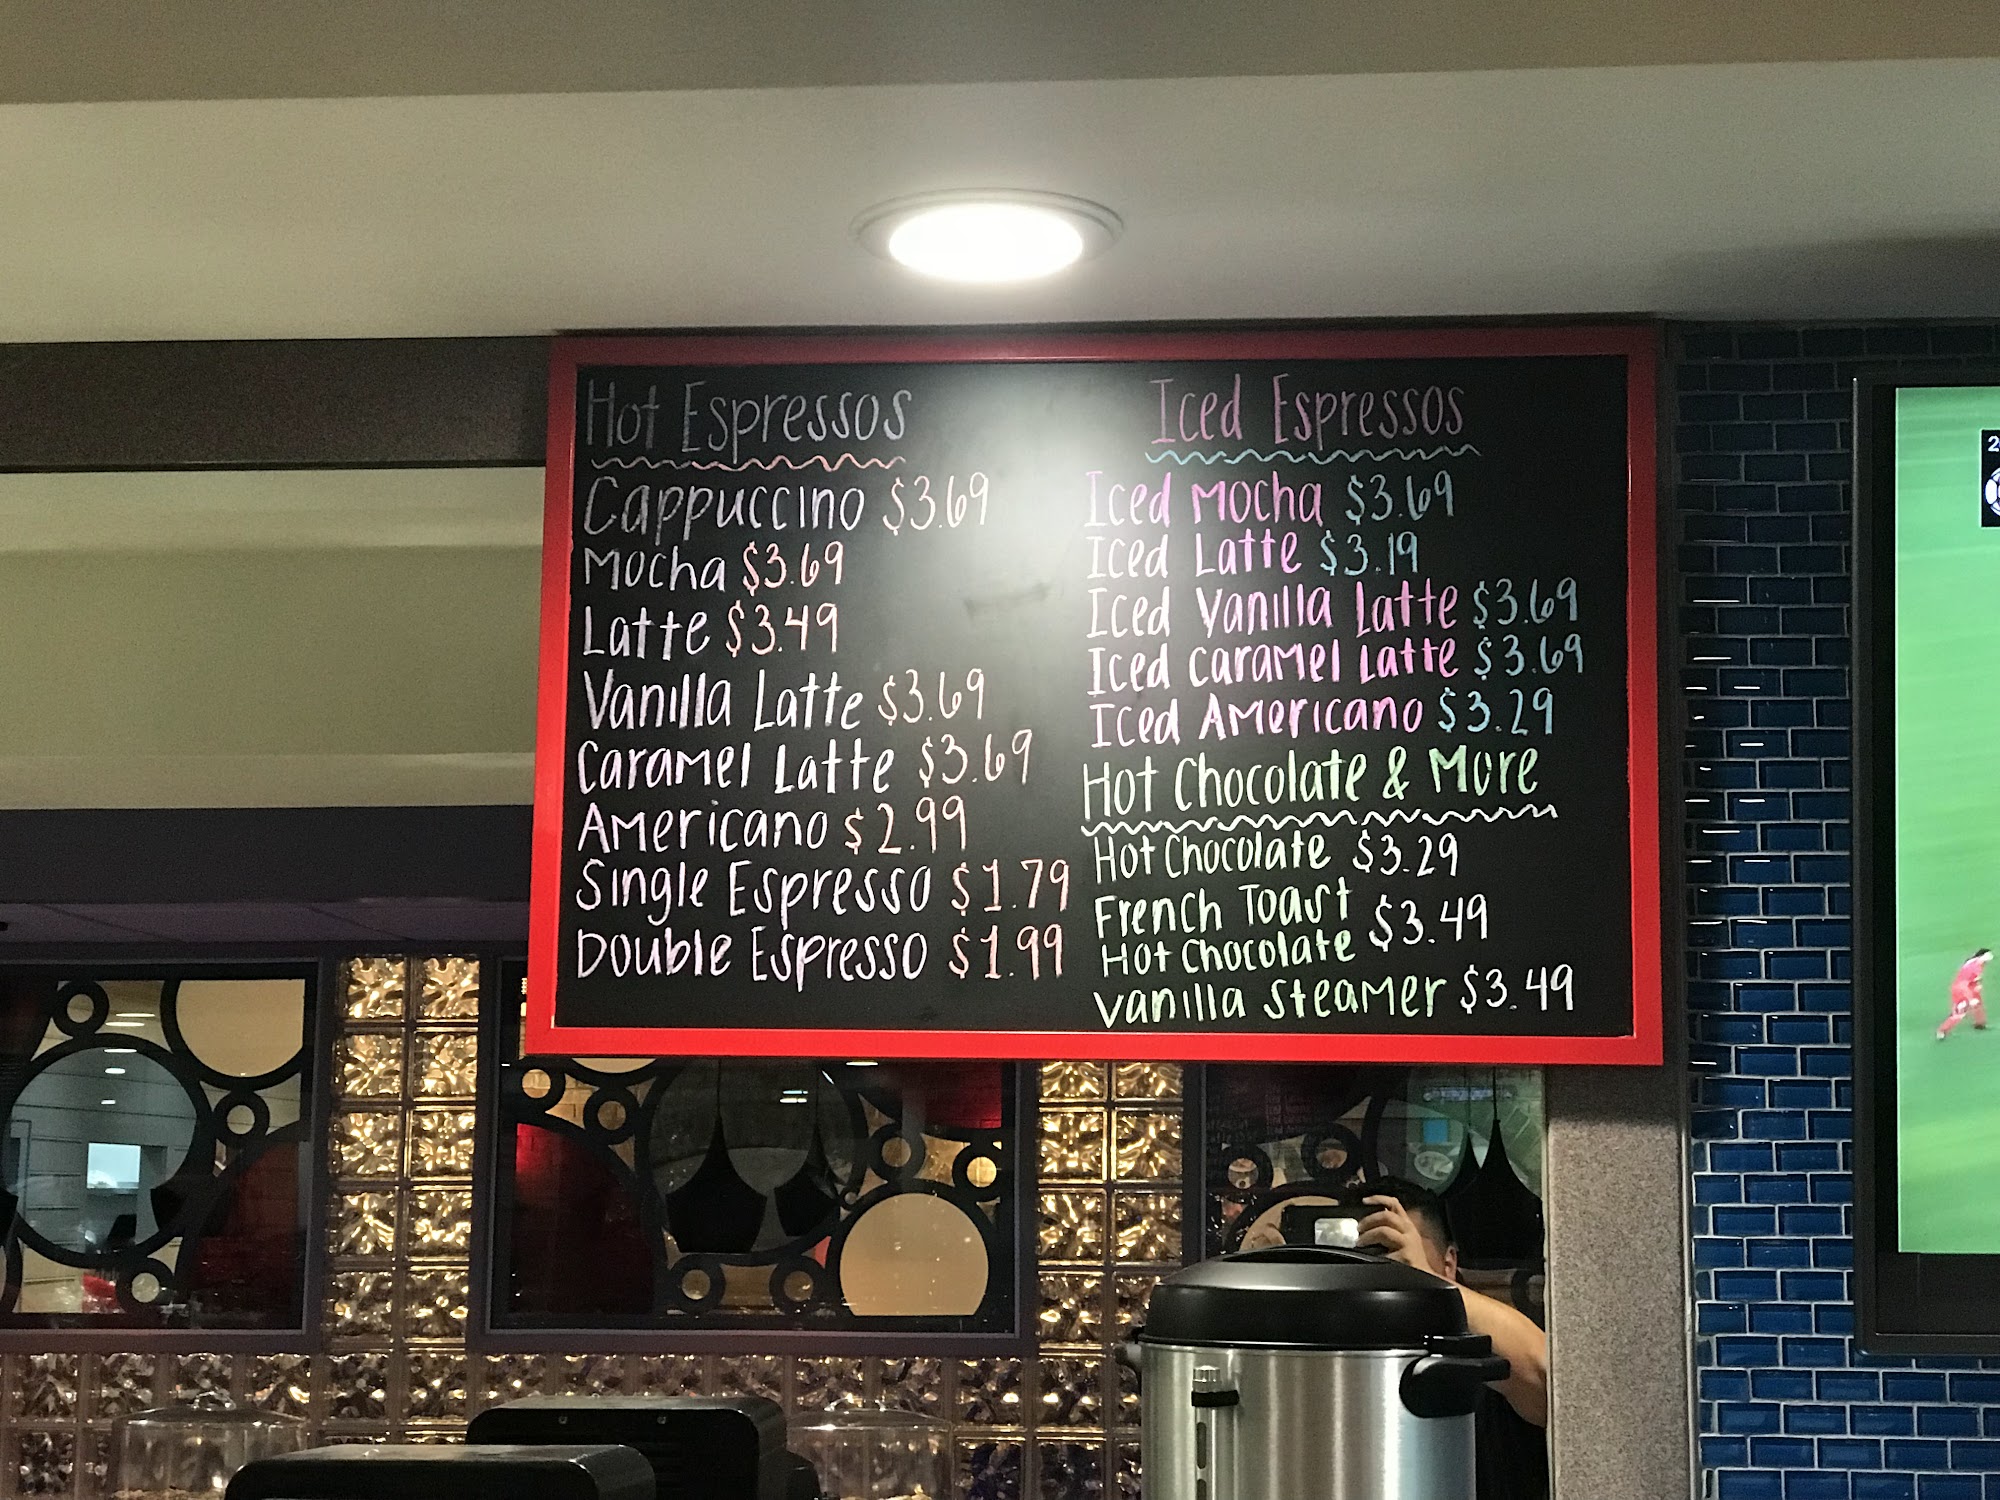 Hot Espressos
Cappuccino $3.69
Mocha $3.69
Latte $3.49
Vanilla Latte $3.69
Caramel Latte $3.69
Americano $2.99
Single Espresso $1.79
Double Espresso $1.99
Iced Espressos
Iced Mocha $3.69
Iced Latte $3.19
Iced Vanilla Latte $3.69
Iced Caramel Latte $3.69
Iced Americano $3.29
Hot Chocolate & More
Hot Chocolate $3.29
French Toast
Hot Chocolate $3.49
Vanilla Steamer $3.49
2